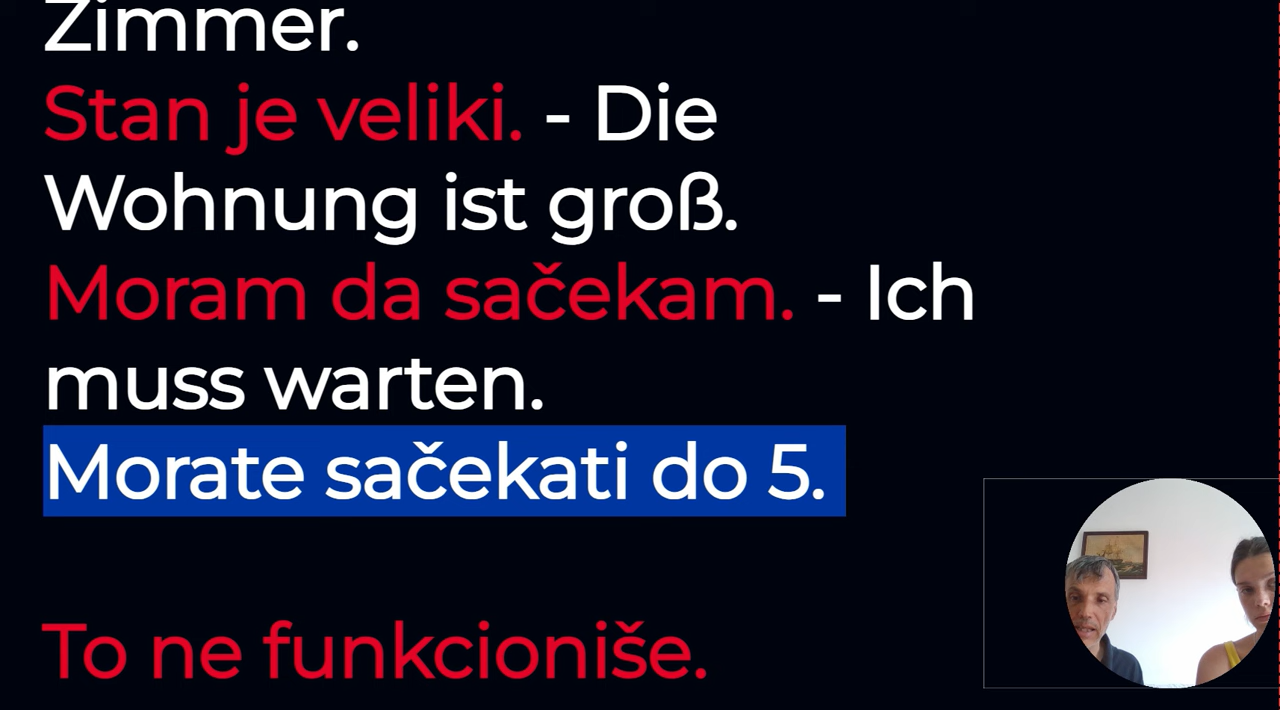 Zimmer.
Stan je veliki. - Die
Wohnung ist groß.
Moram da sačekam. - Ich
muss warten.
Morate sačekati do 5.
To ne funkcioniše.